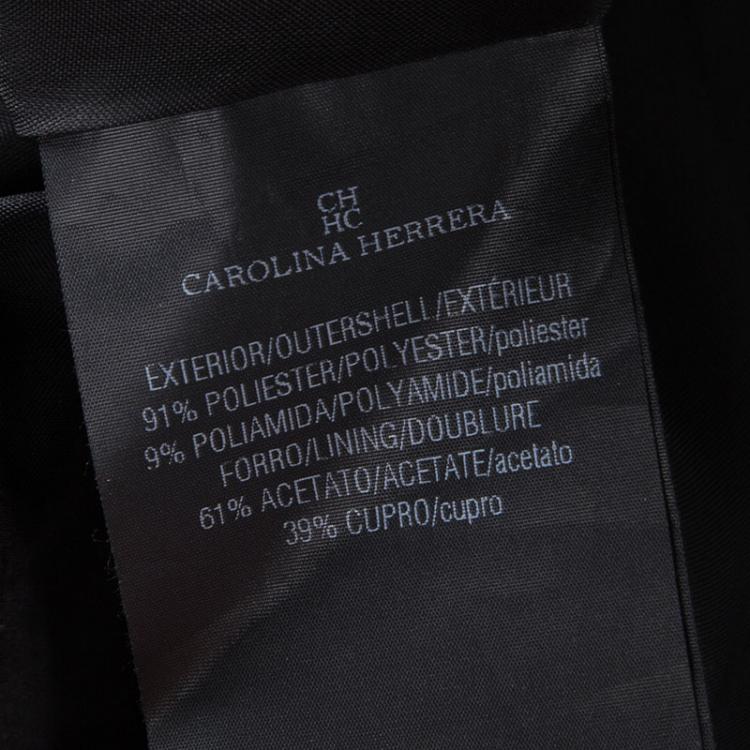 CH
HC
CAROLINA HERRERA
EXTERIOR/OUTERSHELL/EXTÉRIEUR
91% POLIESTER/POLYESTER/poliester
9% POLIAMIDA/POLYAMIDE/poliamida
FORRO/LINING/DOUBLURE
61% ACETATO/ACETATE/acetato
39% CUPRO/cupro